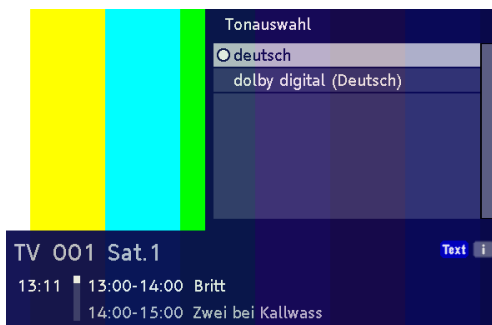 Tonauswahl
deutsch
dolby digital (Deutsch)
TV 001 Sat.1
Text i
13:11 13:00-14:00 Britt
14:00-15:00 Zwei bei Kallwass